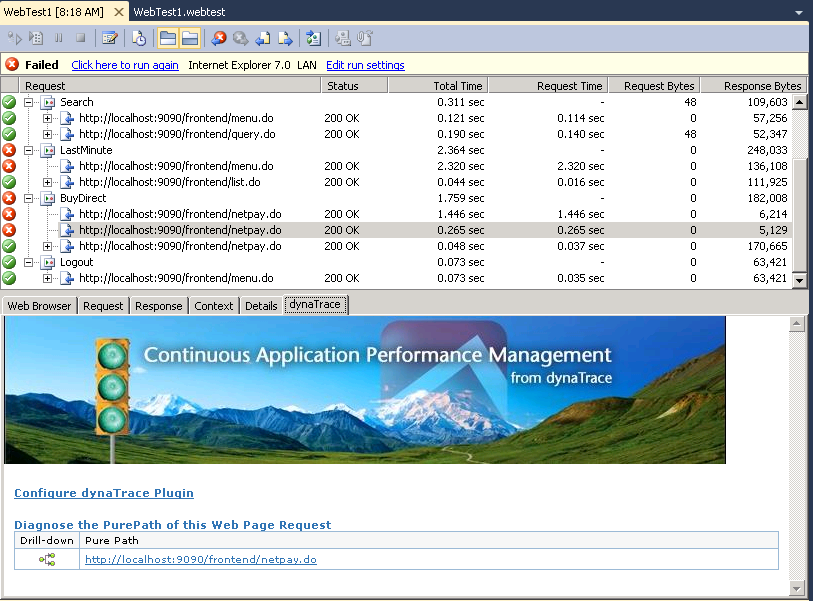 WebTest1 [8:18 AM] WebTest1.webtest
Failed Click here to run again Internet Explorer 7.0 LAN Edit run settings
Request Status Total Time Request Time Request Bytes Response Bytes
Search 0.311 sec - 48 109,603
http://localhost:9090/frontend/menu.do 200 OK 0.121 sec 0.114 sec 0 57,256
http://localhost:9090/frontend/query.do 200 OK 0.190 sec 0.140 sec 48 52,347
LastMinute 2.364 sec - 0 248,033
http://localhost:9090/frontend/menu.do 200 OK 2.320 sec 2.320 sec 0 136,108
http://localhost:9090/frontend/list.do 200 OK 0.044 sec 0.016 sec 0 111,925
BuyDirect 1.759 sec - 0 182,008
http://localhost:9090/frontend/netpay.do 200 OK 1.446 sec 1.446 sec 0 6,214
http://localhost:9090/frontend/netpay.do 200 OK 0.265 sec 0.265 sec 0 5,129
http://localhost:9090/frontend/netpay.do 200 OK 0.048 sec 0.037 sec 0 170,665
Logout 0.073 sec - 0 63,421
http://localhost:9090/frontend/menu.do 200 OK 0.073 sec 0.035 sec 0 63,421
Web Browser Request Response Context Details dynaTrace
Continuous Application Performance Management
from dynaTrace
Configure dynaTrace Plugin
Diagnose the PurePath of this Web Page Request
Drill-down Pure Path
http://localhost:9090/frontend/netpay.do